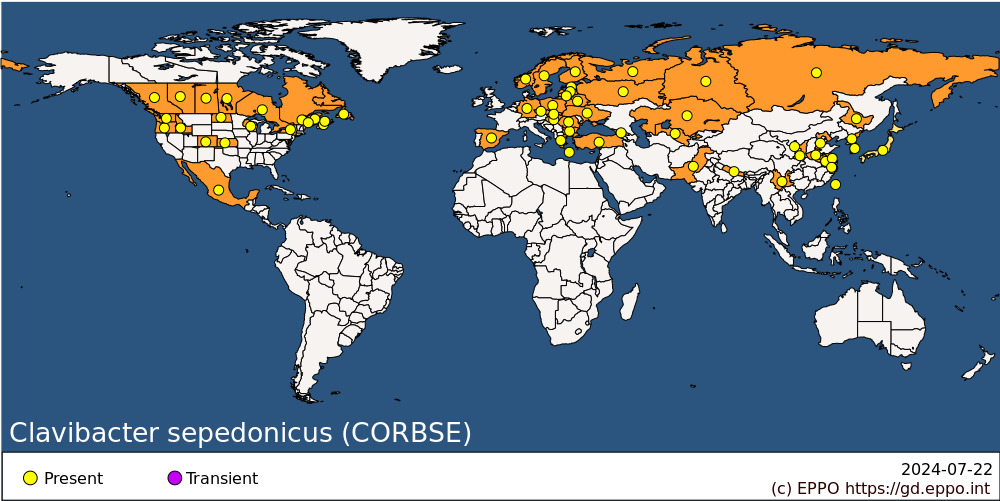 Clavibacter sepedonicus (CORBSE)
Present
Transient
2024-07-22
(c) EPPO https://gd.eppo.int